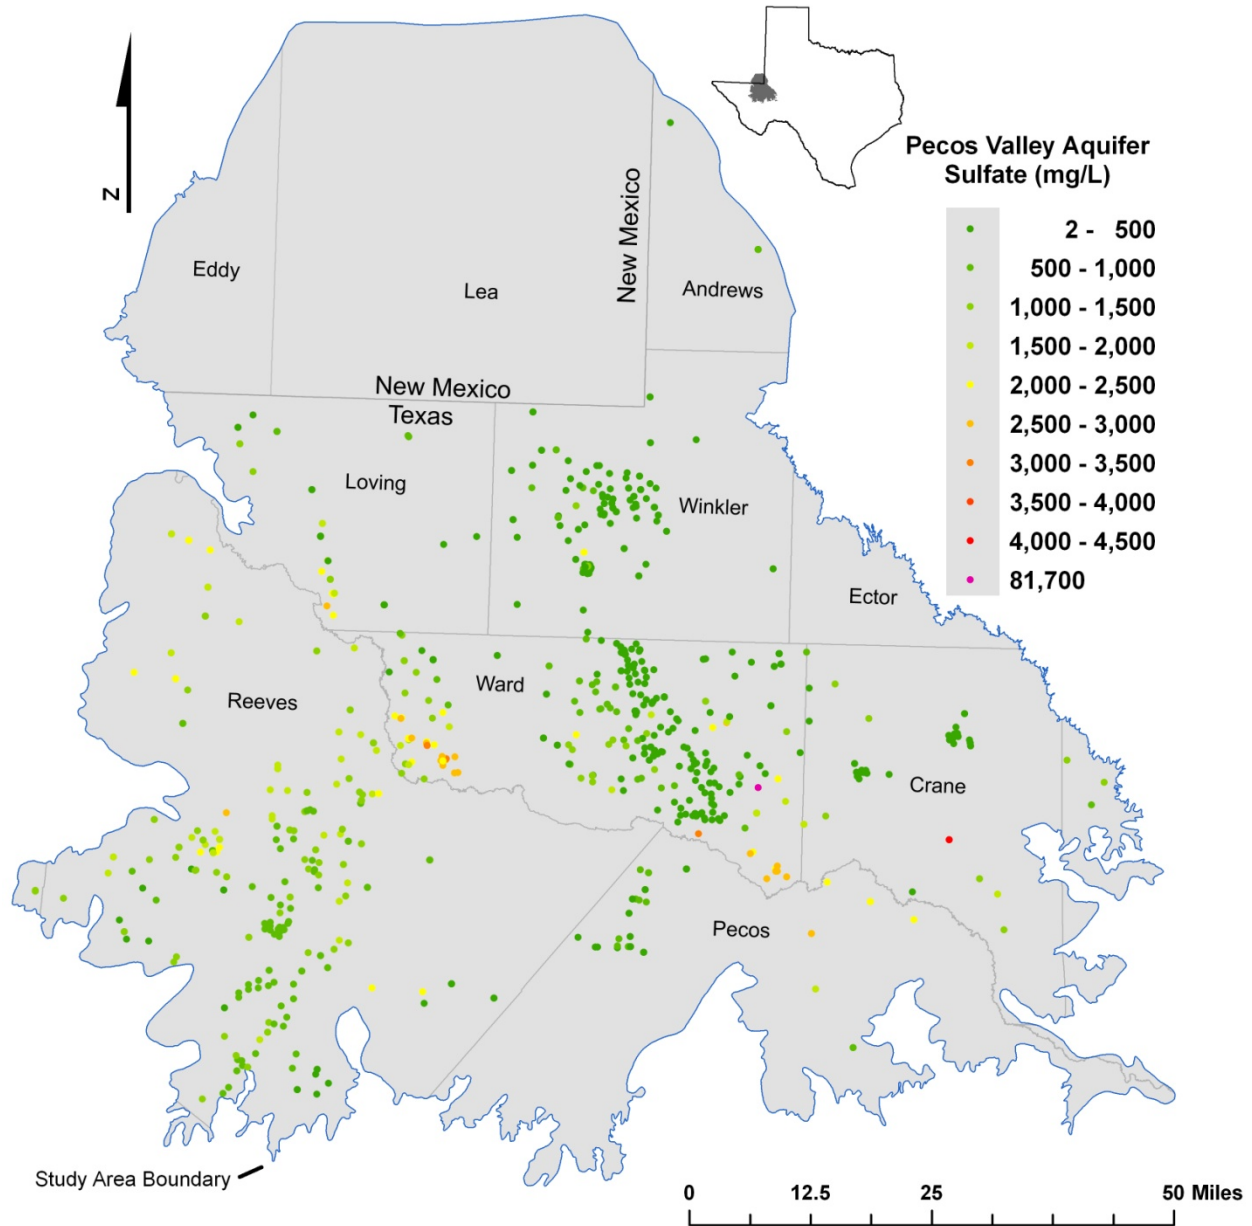 Pecos Valley Aquifer
Sulfate (mg/L)
2 - 500
500 - 1,000
1,000 - 1,500
1,500 - 2,000
2,000 - 2,500
2,500 - 3,000
3,000 - 3,500
3,500 - 4,000
4,000 - 4,500
81,700
N
New Mexico
Eddy
Lea
Andrews
New Mexico
Texas
Loving
Winkler
Ector
Ward
Reeves
Crane
Pecos
Study Area Boundary
0 12.5 25 50 Miles